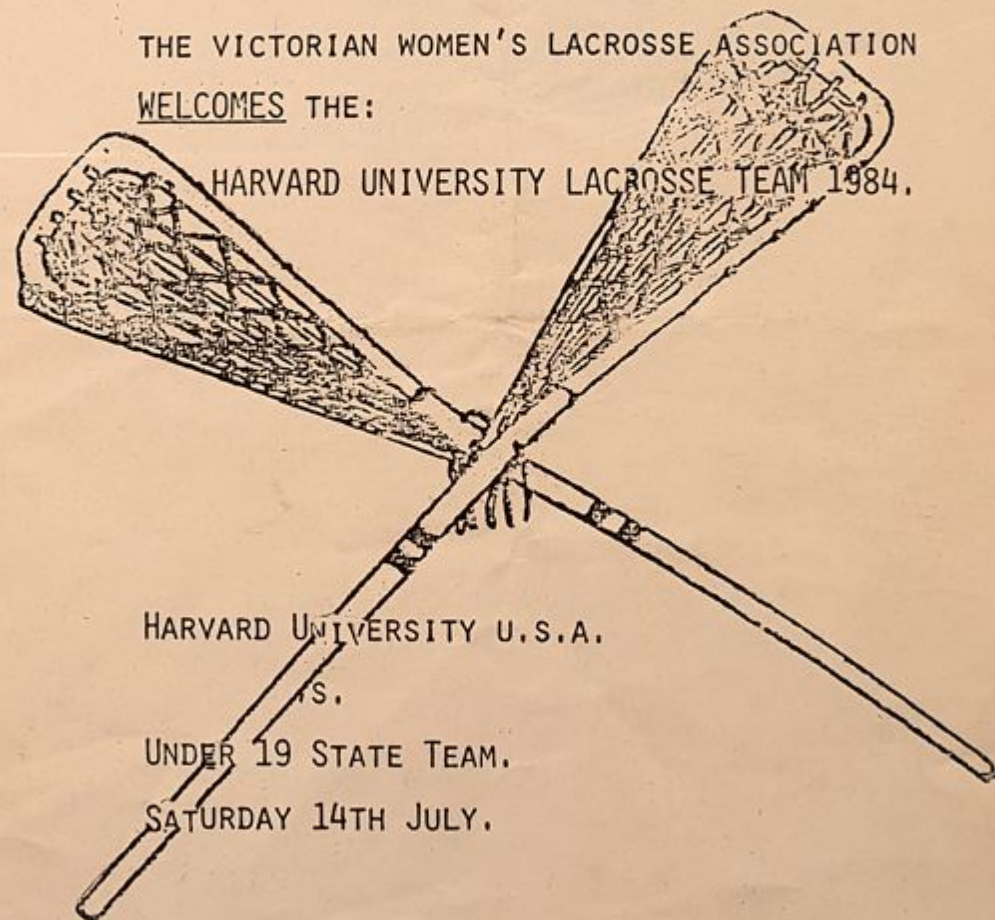 THE VICTORIAN WOMEN'S LACROSSE ASSOCIATION
WELCOMES THE:
HARVARD UNIVERSITY LACROSSE TEAM 1984.
HARVARD UNIVERSITY U.S.A.
VS.
UNDER 19 STATE TEAM.
SATURDAY 14TH JULY.